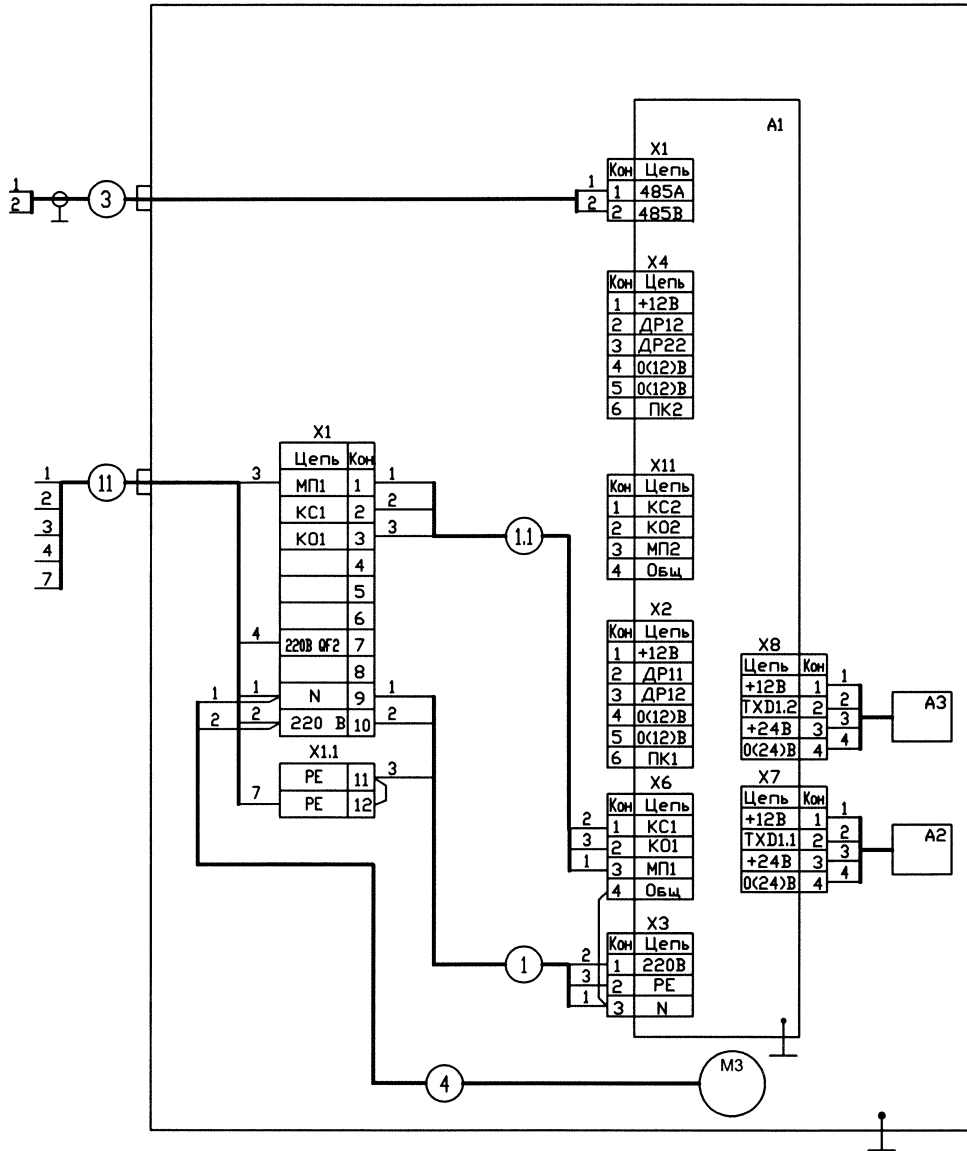 A1
X1
Кон Цепь
1 485A
2 485B
1
2
1
2
3
X4
Кон Цепь
1 +12В
2 ДР12
3 ДР22
4 0(12)В
5 0(12)В
6 ПК2
X1
Цепь Кон
МП1 1
КС1 2
КО1 3
4
5
6
220В QF2 7
8
N 9
220 В 10
X1.1
PE 11
PE 12
1
2
3
4
7
11
3
4
1
2
7
1
2
1
2
3
1.1
1
2
3
X11
Кон Цепь
1 КС2
2 КО2
3 МП2
4 Общ
X2
Кон Цепь
1 +12В
2 ДР11
3 ДР12
4 0(12)В
5 0(12)В
6 ПК1
X8
Цепь Кон
+12В 1
TXD1.2 2
+24В 3
0(24)В 4
1
2
3
4
A3
X6
Кон Цепь
1 КС1
2 КО1
3 МП1
4 Общ
2
3
1
X7
Цепь Кон
+12В 1
TXD1.1 2
+24В 3
0(24)В 4
1
2
3
4
A2
X3
Кон Цепь
1 220В
2 PE
3 N
1
2
3
1
4
M3